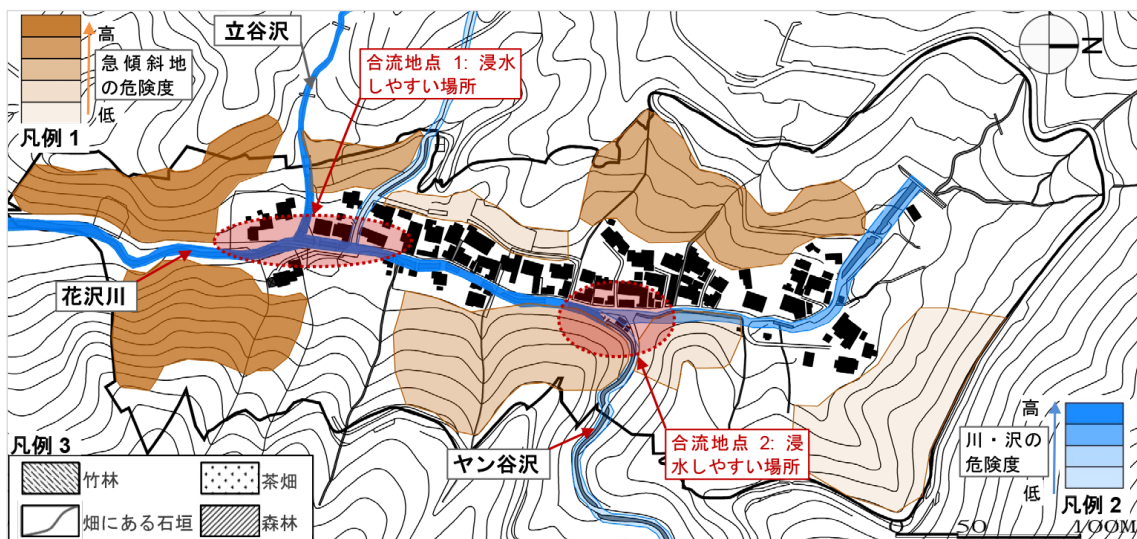 高
急傾斜地
の危険度
低
凡例 1
立谷沢
合流地点 1: 浸水
しやすい場所
N
花沢川
凡例 3
竹林
茶畑
畑にある石垣
森林
ヤン谷沢
合流地点 2: 浸
水しやすい場所
高
川・沢の
危険度
低
凡例 2
0 50 100M